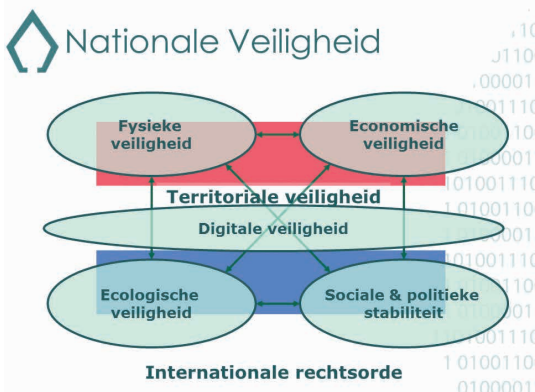 Nationale Veiligheid
Fysieke
veiligheid
Economische
veiligheid
Territoriale veiligheid
Digitale veiligheid
Ecologische
veiligheid
Sociale & politieke
stabiliteit
Internationale rechtsorde